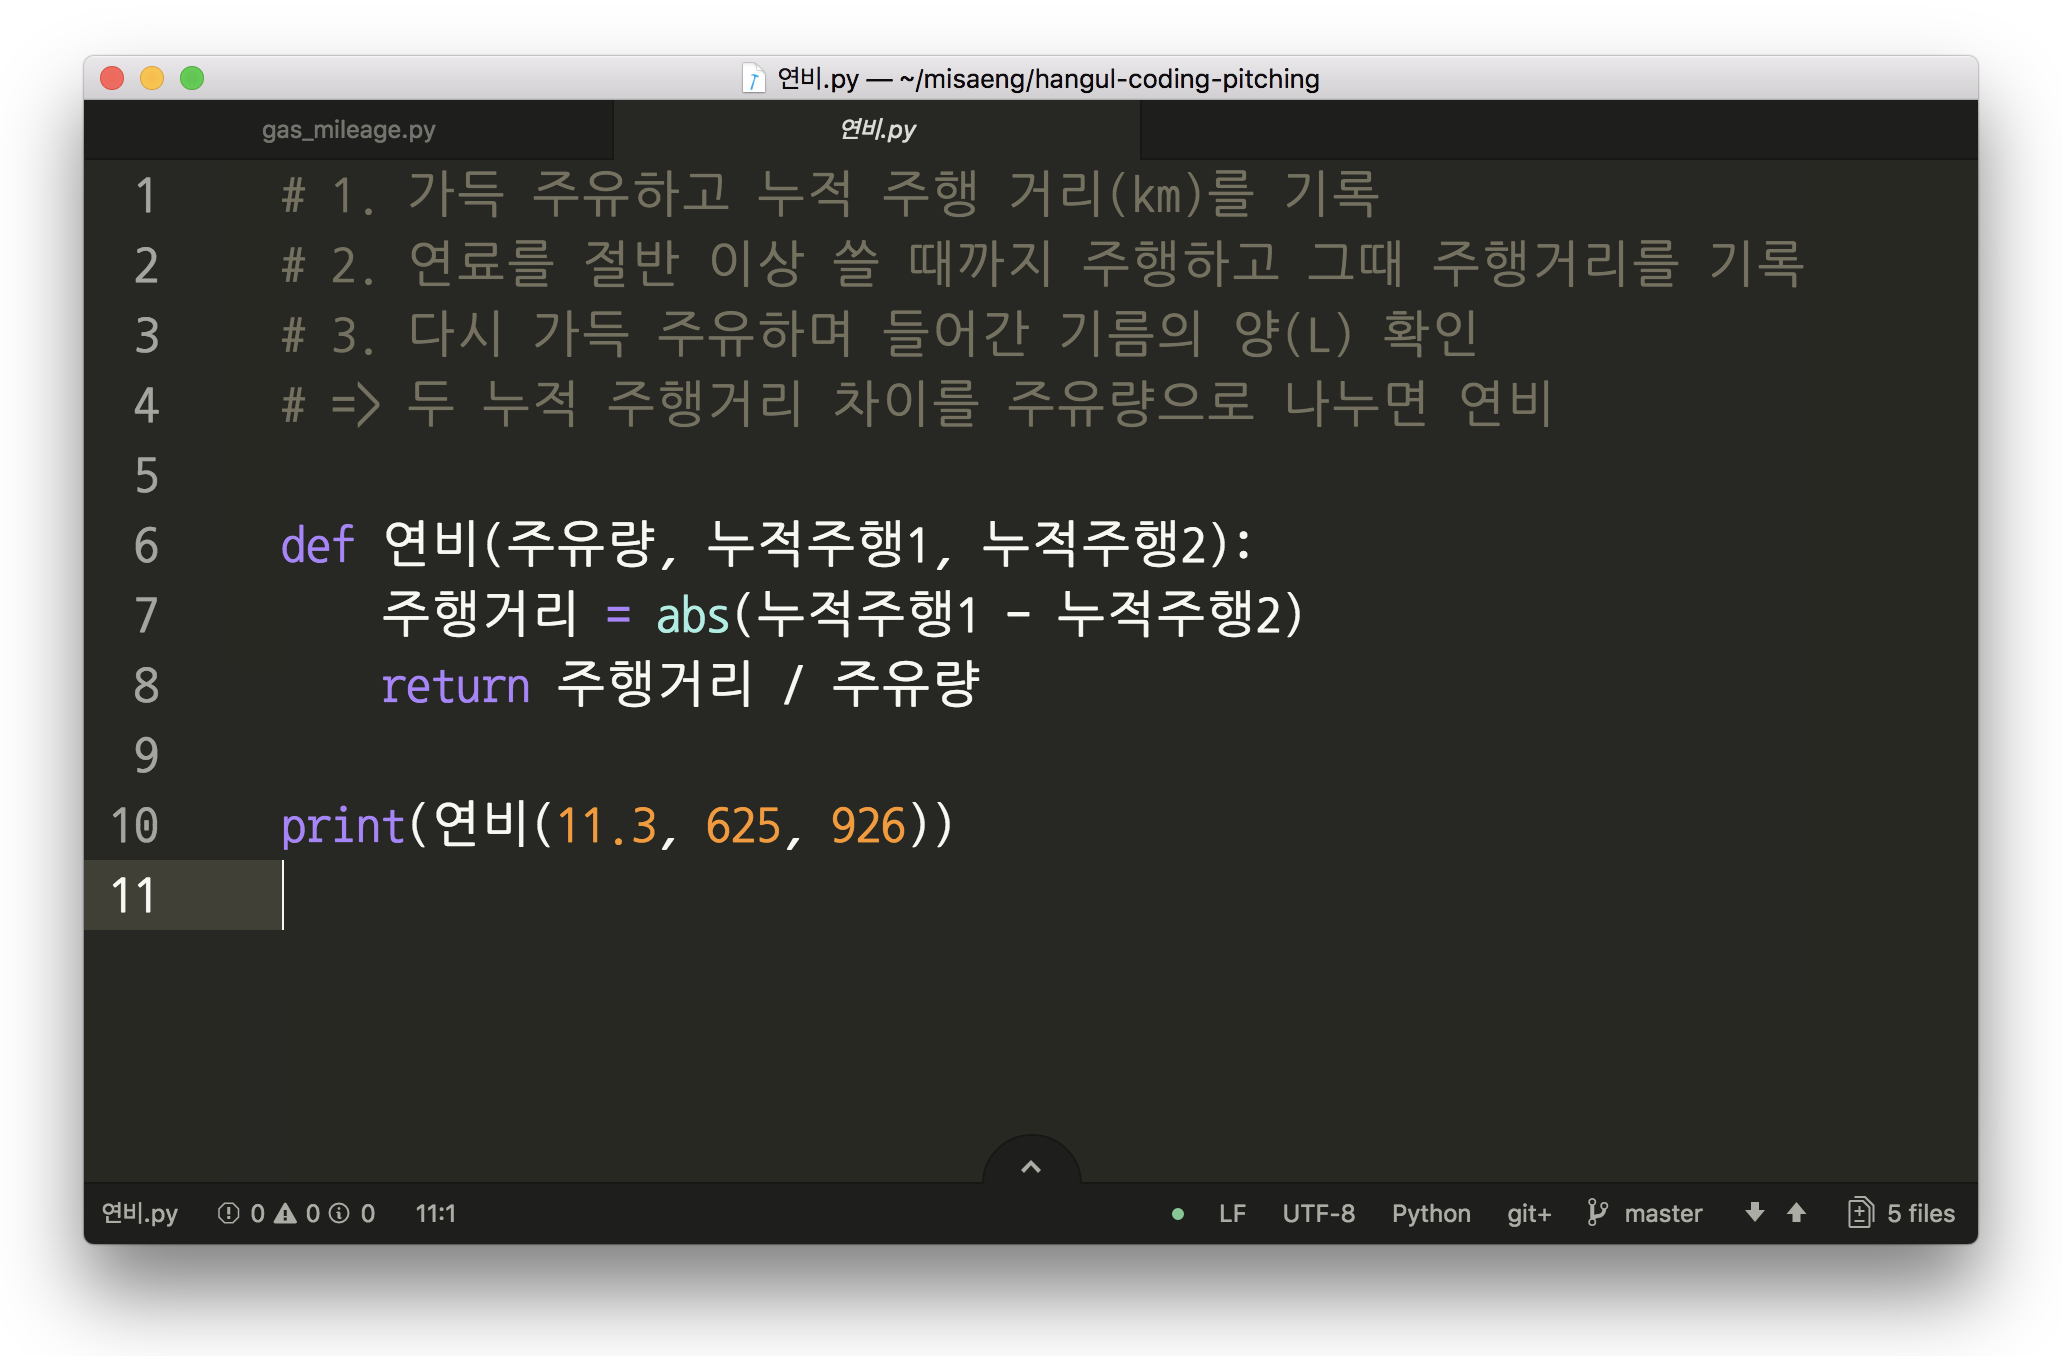 연비.py — ~/misaeng/hangul-coding-pitching
gas_mileage.py
연비.py
1 # 1. 가득 주유하고 누적 주행 거리(km)를 기록
2 # 2. 연료를 절반 이상 쓸 때까지 주행하고 그때 주행거리를 기록
3 # 3. 다시 가득 주유하며 들어간 기름의 양(L) 확인
4 # => 두 누적 주행거리 차이를 주유량으로 나누면 연비
5
6 def 연비(주유량, 누적주행1, 누적주행2):
7     주행거리 = abs(누적주행1 - 누적주행2)
8     return 주행거리 / 주유량
9
10 print(연비(11.3, 625, 926))
11
연비.py 0 0 0 11:1 LF UTF-8 Python git+ master 5 files